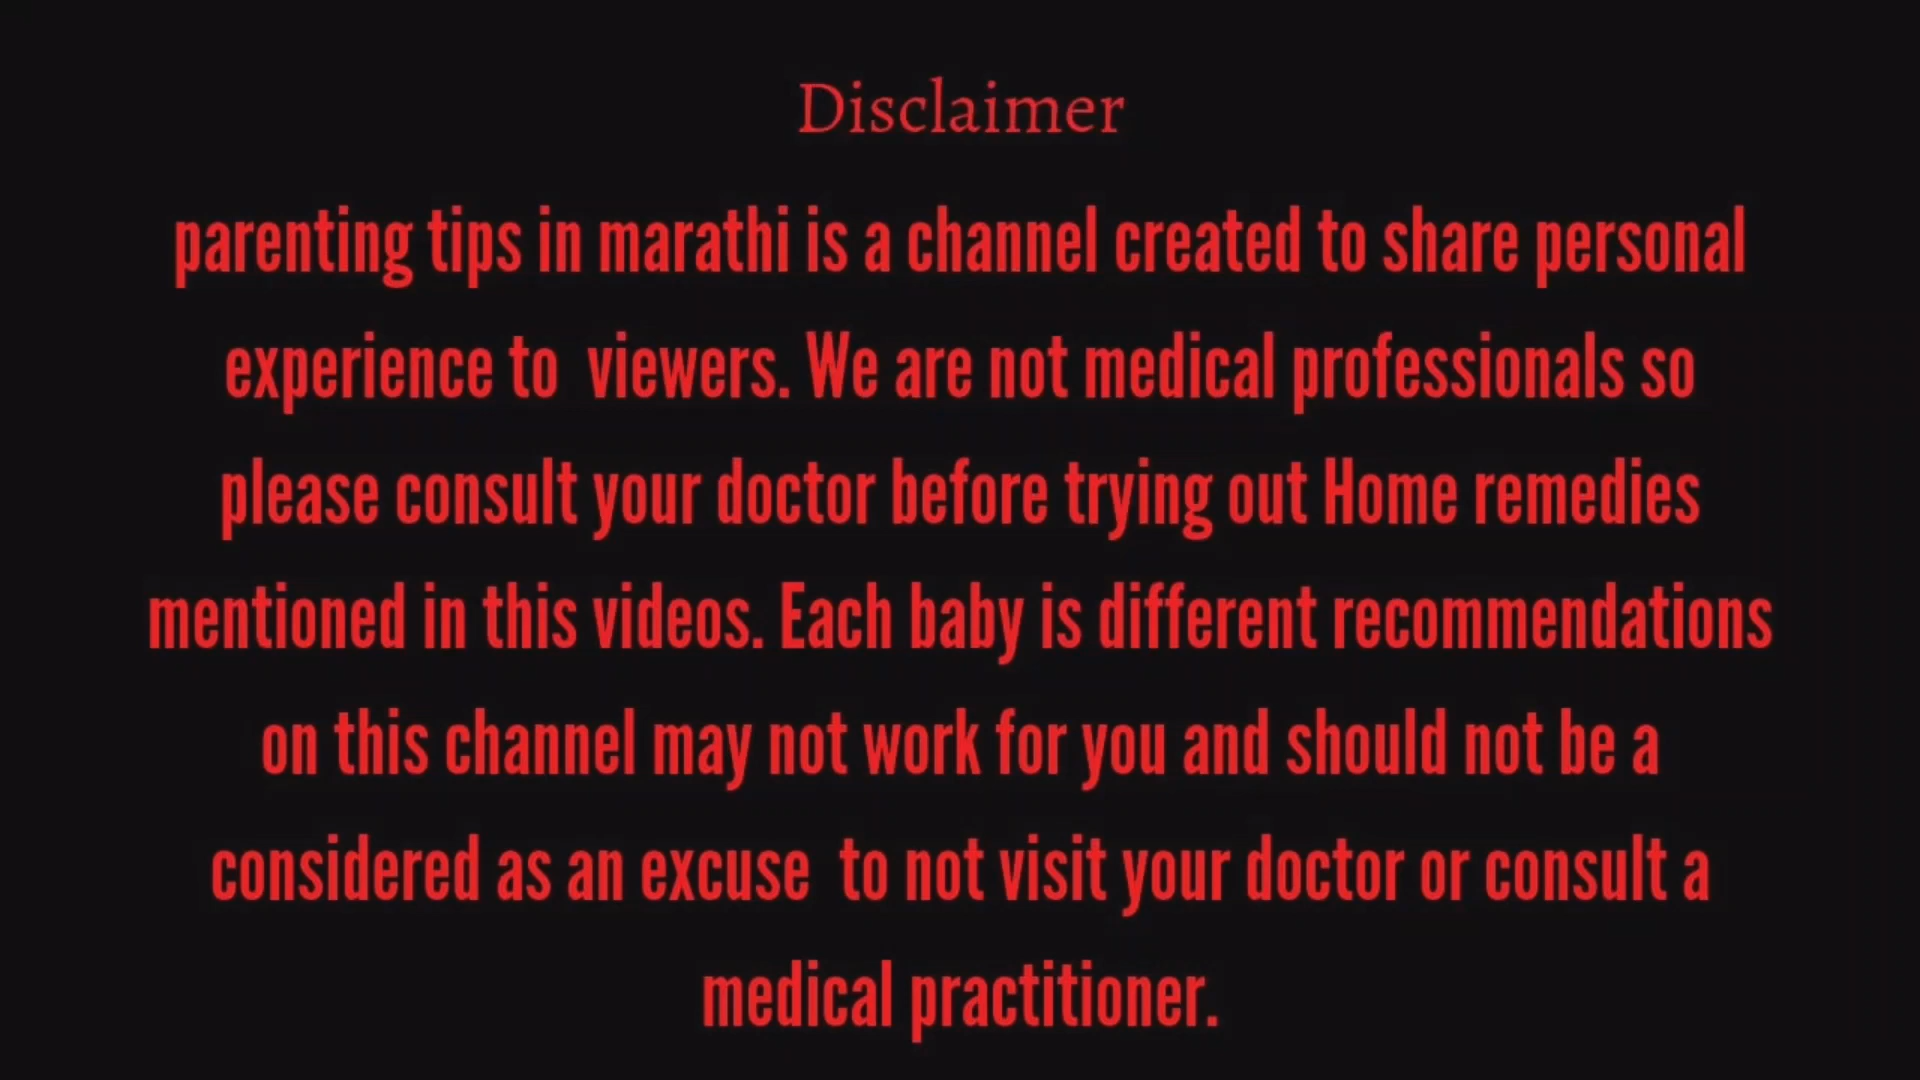 Disclaimer
parenting tips in marathi is a channel created to share personal
experience to viewers. We are not medical professionals so
please consult your doctor before trying out Home remedies
mentioned in this videos. Each baby is different recommendations
on this channel may not work for you and should not be a
considered as an excuse to not visit your doctor or consult a
medical practitioner.